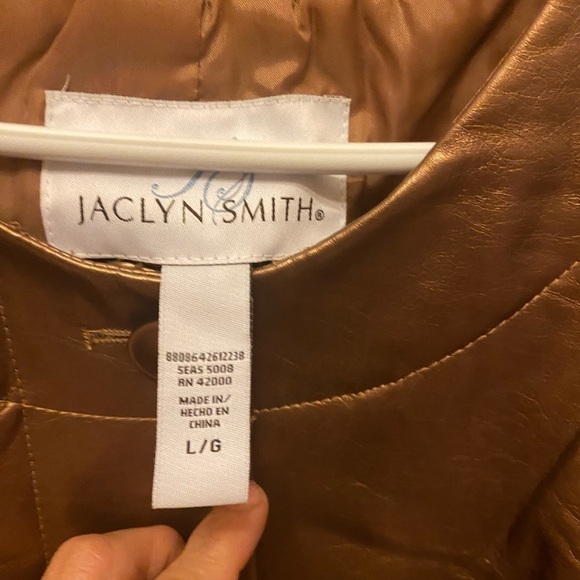 JACLYN SMITH®
8808642612238
SEAS 5008
RN 42000
MADE IN/
HECHO EN
CHINA
L/G